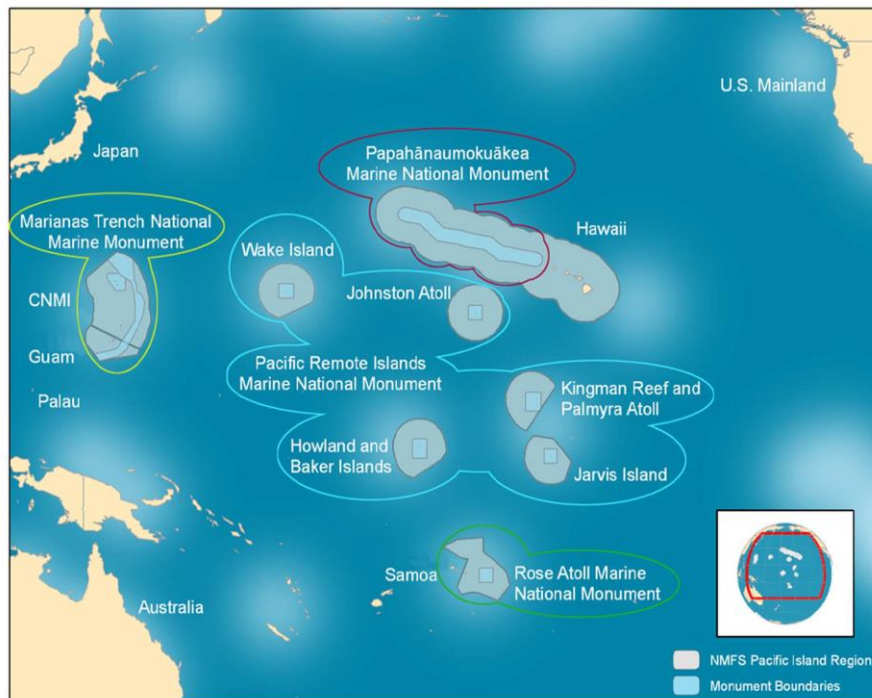 U.S. Mainland
Japan
Papahānaumokuākea
Marine National Monument
Marianas Trench National
Marine Monument
Hawaii
Wake Island
CNMI
Johnston Atoll
Guam
Pacific Remote Islands
Marine National Monument
Palau
Kingman Reef and
Palmyra Atoll
Howland and
Baker Islands
Jarvis Island
Samoa
Rose Atoll Marine
National Monument
Australia
NMFS Pacific Island Region
Monument Boundaries